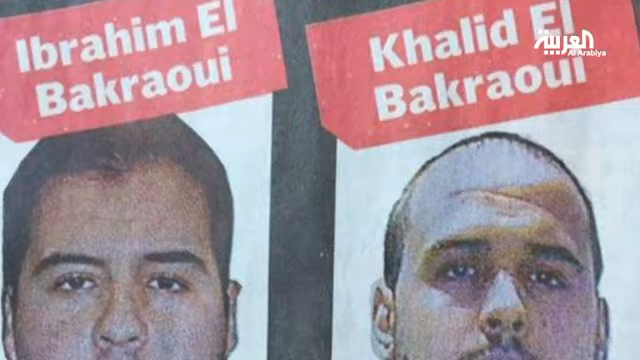 Ibrahim El
Bakraoui
Khalid El
Bakraoui
العربية
Al Arabiya